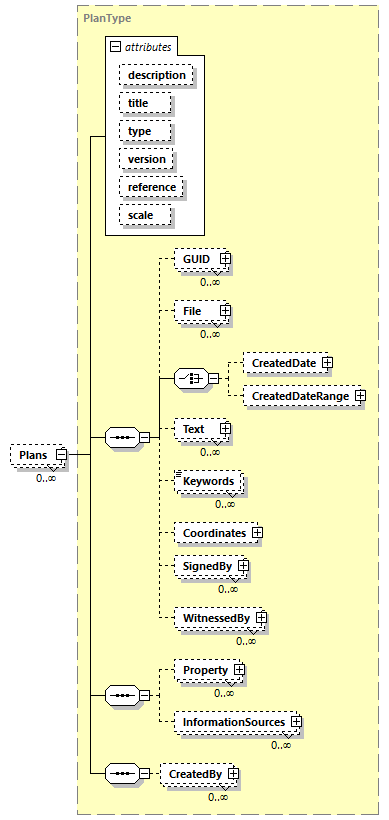 PlanType
attributes
description
title
type
version
reference
scale
GUID
0..∞
File
0..∞
CreatedDate
CreatedDateRange
Text
0..∞
Plans
0..∞
Keywords
0..∞
Coordinates
SignedBy
0..∞
WitnessedBy
0..∞
Property
0..∞
InformationSources
0..∞
CreatedBy
0..∞